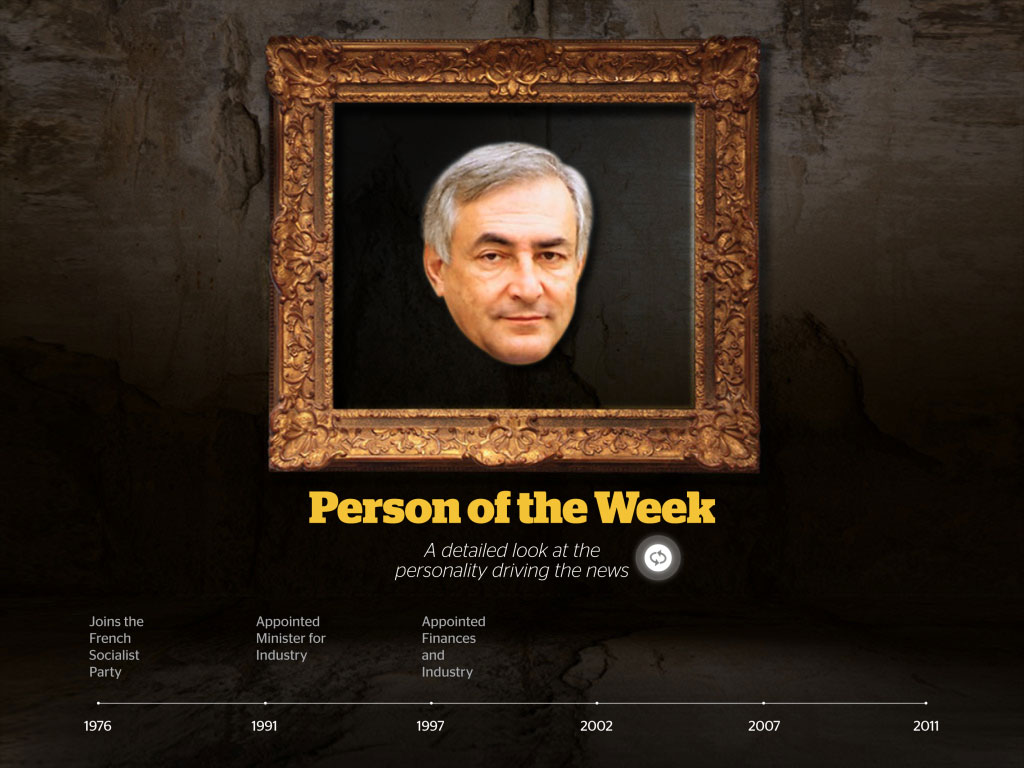 Person of the Week
A detailed look at the
personality driving the news
Joins the
French
Socialist
Party
Appointed
Minister for
Industry
Appointed
Finances
and
Industry
1976
1991
1997
2002
2007
2011